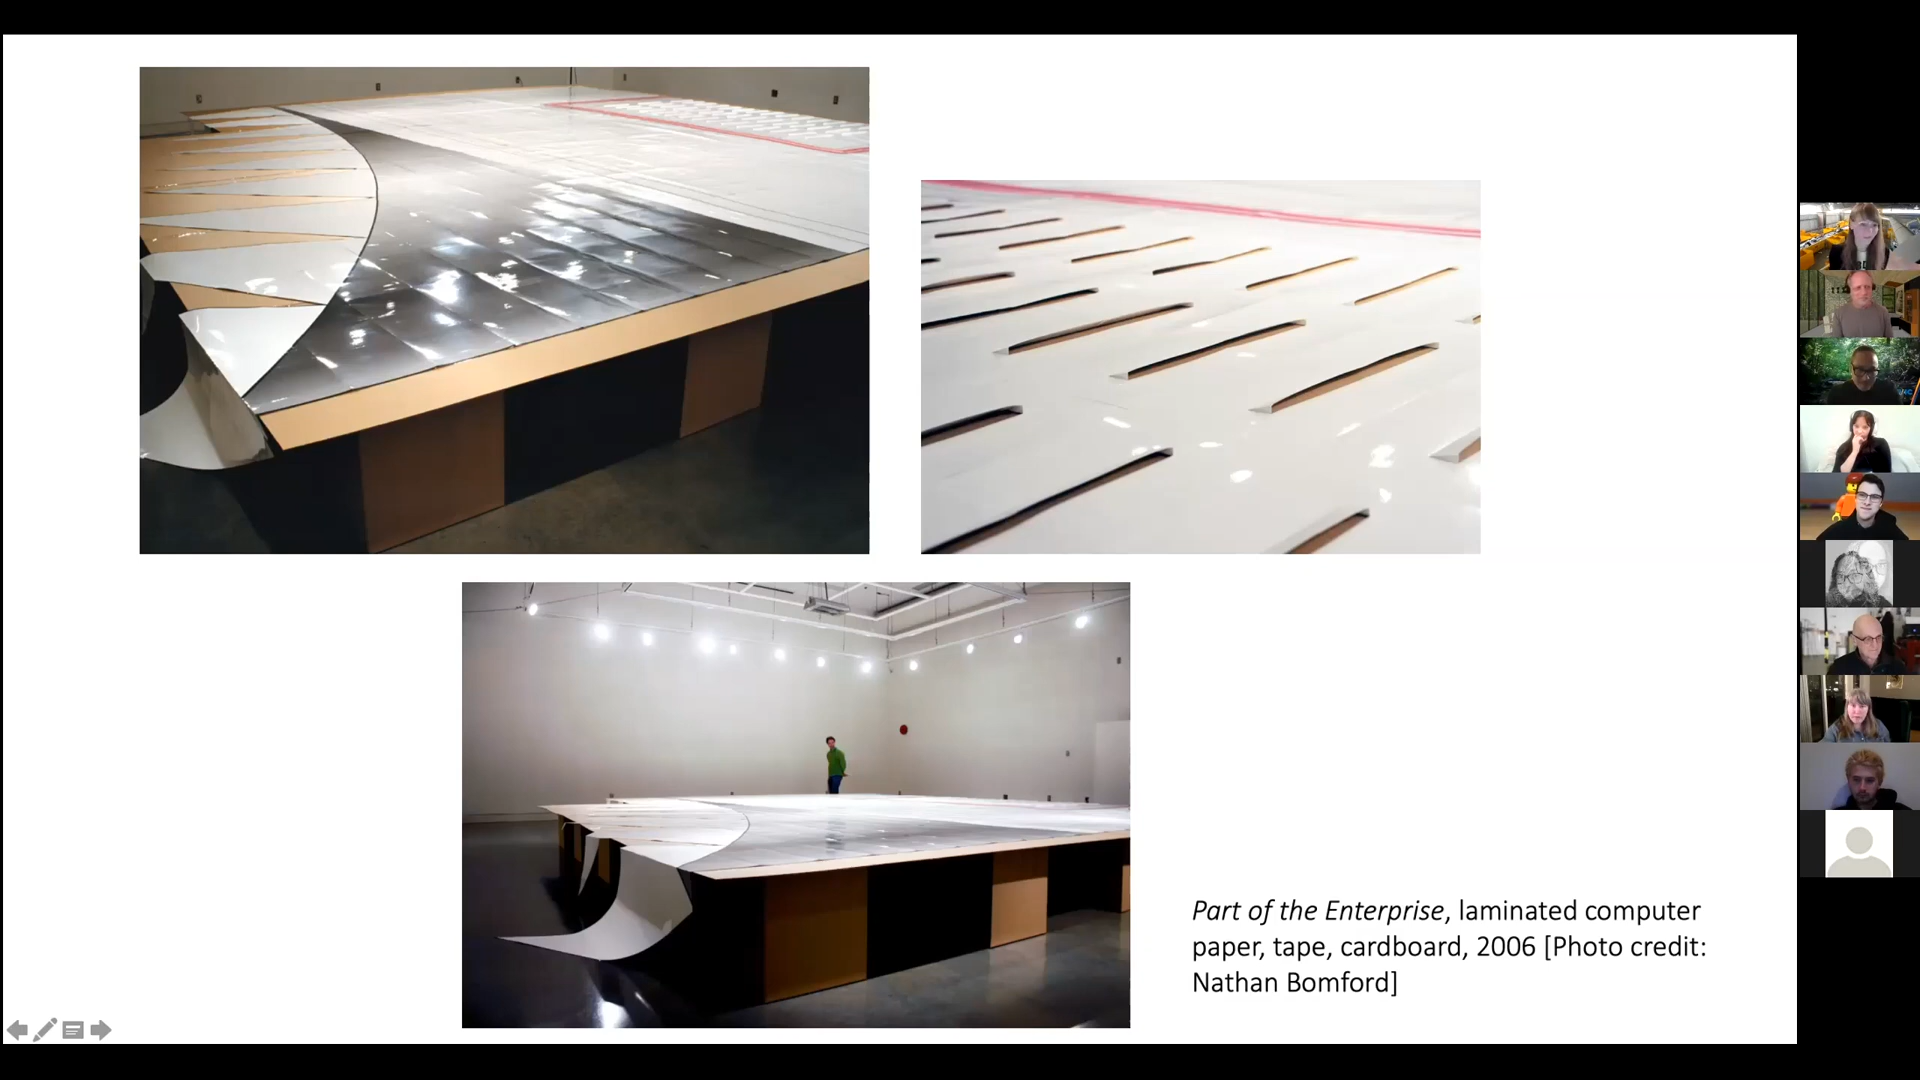 Part of the Enterprise, laminated computer
paper, tape, cardboard, 2006 [Photo credit:
Nathan Bomford]